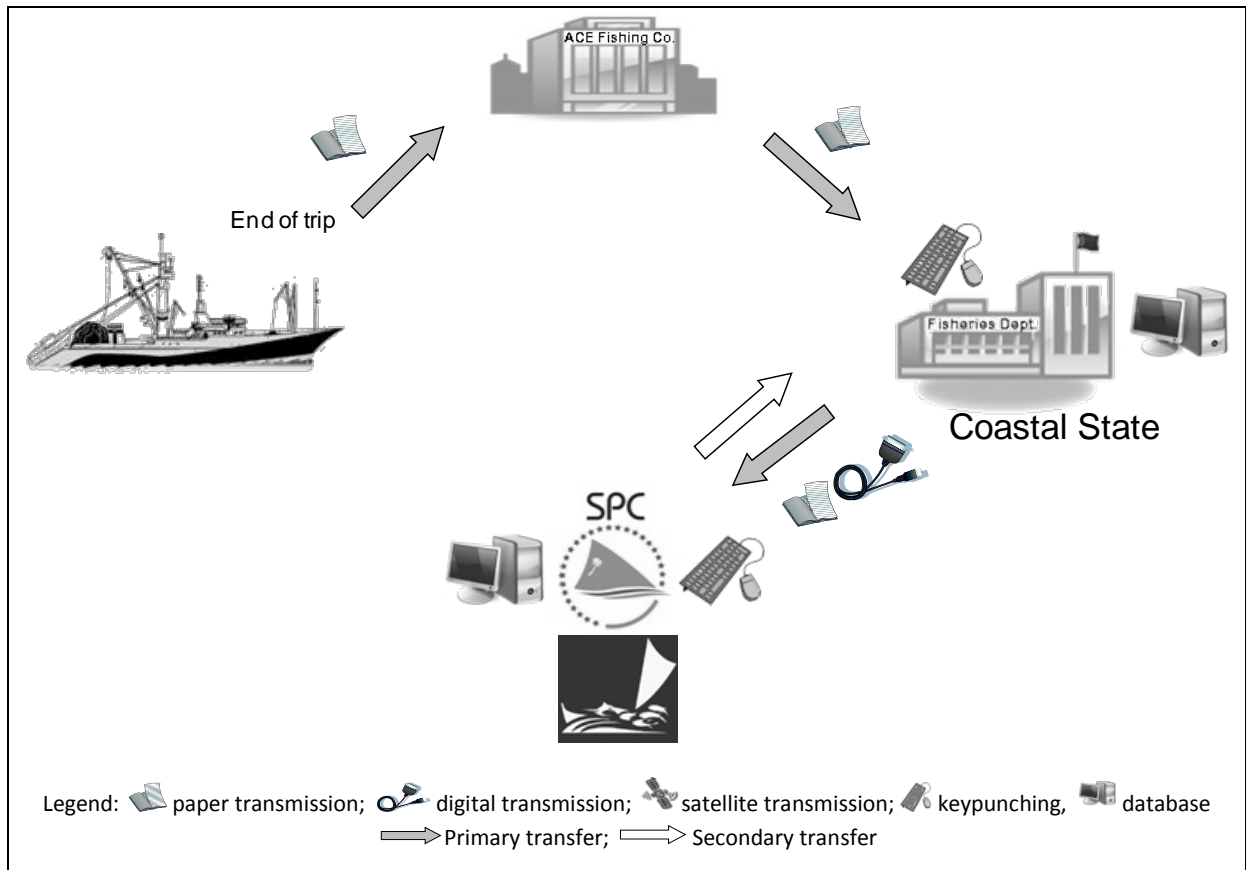 ACE Fishing Co.
End of trip
Fisheries Dept.
Coastal State
SPC
Legend: paper transmission; digital transmission; satellite transmission; keypunching, database
Primary transfer; Secondary transfer